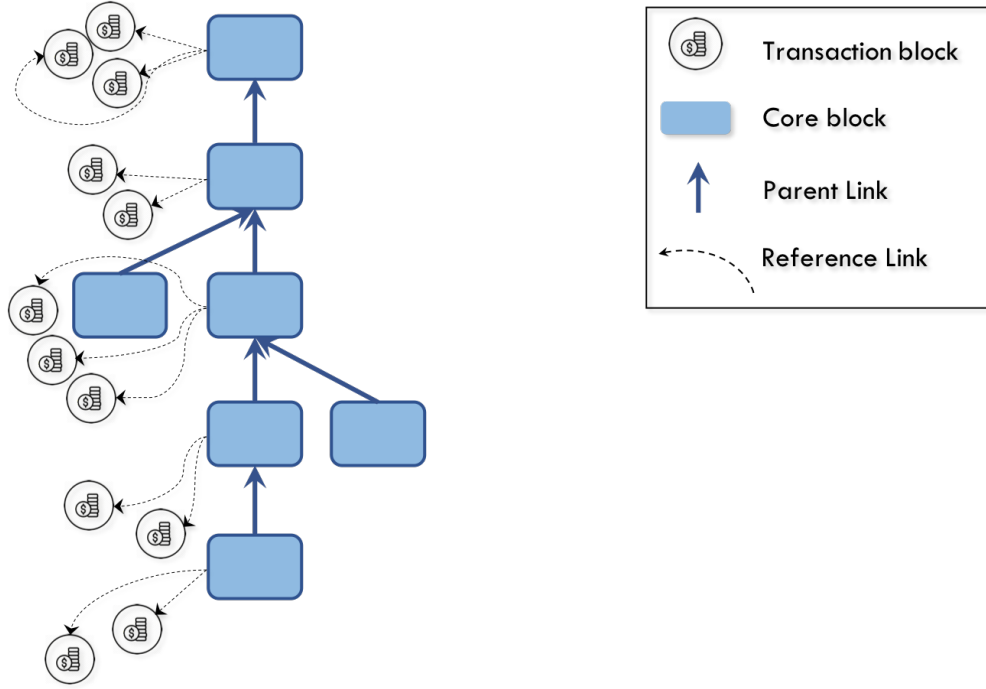 Transaction block
Core block
Parent Link
Reference Link